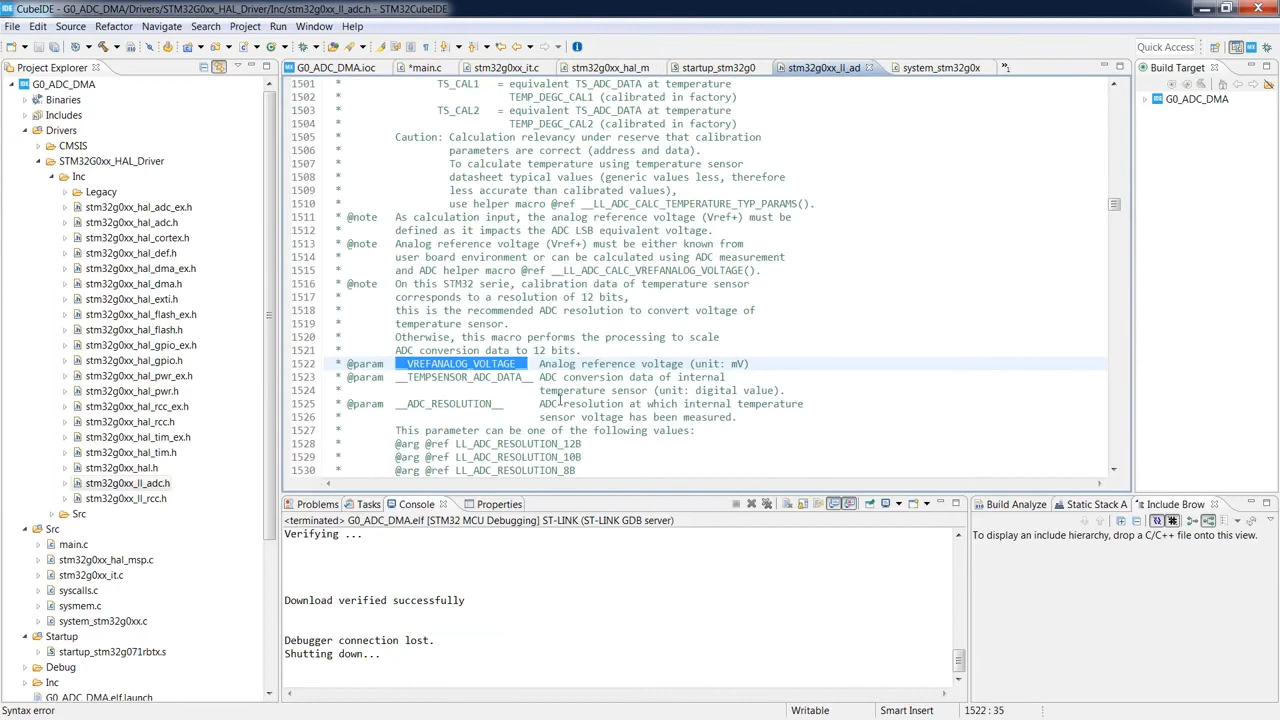 CubeIDE - G0_ADC_DMA/Drivers/STM32G0xx_HAL_Driver/Inc/stm32g0xx_ll_adc.h - STM32CubeIDE
File Edit Source Refactor Navigate Search Project Run Window Help
Quick Access
Project Explorer
G0_ADC_DMA.ioc *main.c stm32g0xx_it.c stm32g0xx_hal_m startup_stm32g0 stm32g0xx_ll_ad system_stm32g0x »1
Build Target
G0_ADC_DMA
G0_ADC_DMA
Binaries
Includes
Drivers
CMSIS
STM32G0xx_HAL_Driver
Inc
Legacy
stm32g0xx_hal_adc_ex.h
stm32g0xx_hal_adc.h
stm32g0xx_hal_cortex.h
stm32g0xx_hal_def.h
stm32g0xx_hal_dma_ex.h
stm32g0xx_hal_dma.h
stm32g0xx_hal_exti.h
stm32g0xx_hal_flash_ex.h
stm32g0xx_hal_flash.h
stm32g0xx_hal_gpio_ex.h
stm32g0xx_hal_gpio.h
stm32g0xx_hal_pwr_ex.h
stm32g0xx_hal_pwr.h
stm32g0xx_hal_rcc_ex.h
stm32g0xx_hal_rcc.h
stm32g0xx_hal_tim_ex.h
stm32g0xx_hal_tim.h
stm32g0xx_hal.h
stm32g0xx_ll_adc.h
stm32g0xx_ll_rcc.h
Src
Src
main.c
stm32g0xx_hal_msp.c
stm32g0xx_it.c
syscalls.c
sysmem.c
system_stm32g0xx.c
Startup
startup_stm32g071rbtx.s
Debug
Inc
G0_ADC_DMA.elf.launch
1501 * TS_CAL1 = equivalent TS_ADC_DATA at temperature
1502 * TEMP_DEGC_CAL1 (calibrated in factory)
1503 * TS_CAL2 = equivalent TS_ADC_DATA at temperature
1504 * TEMP_DEGC_CAL2 (calibrated in factory)
1505 * Caution: Calculation relevancy under reserve that calibration
1506 * parameters are correct (address and data).
1507 * To calculate temperature using temperature sensor
1508 * datasheet typical values (generic values less, therefore
1509 * less accurate than calibrated values),
1510 * use helper macro @ref __LL_ADC_CALC_TEMPERATURE_TYP_PARAMS().
1511 * @note As calculation input, the analog reference voltage (Vref+) must be
1512 * defined as it impacts the ADC LSB equivalent voltage.
1513 * @note Analog reference voltage (Vref+) must be either known from
1514 * user board environment or can be calculated using ADC measurement
1515 * and ADC helper macro @ref __LL_ADC_CALC_VREFANALOG_VOLTAGE().
1516 * @note On this STM32 serie, calibration data of temperature sensor
1517 * corresponds to a resolution of 12 bits,
1518 * this is the recommended ADC resolution to convert voltage of
1519 * temperature sensor.
1520 * Otherwise, this macro performs the processing to scale
1521 * ADC conversion data to 12 bits.
1522 * @param __VREFANALOG_VOLTAGE__ Analog reference voltage (unit: mV)
1523 * @param __TEMPSENSOR_ADC_DATA__ ADC conversion data of internal
1524 * temperature sensor (unit: digital value).
1525 * @param __ADC_RESOLUTION__ ADC resolution at which internal temperature
1526 * sensor voltage has been measured.
1527 * This parameter can be one of the following values:
1528 * @arg @ref LL_ADC_RESOLUTION_12B
1529 * @arg @ref LL_ADC_RESOLUTION_10B
1530 * @arg @ref LL_ADC_RESOLUTION_8B
Problems Tasks Console Properties
<terminated> G0_ADC_DMA.elf [STM32 MCU Debugging] ST-LINK (ST-LINK GDB server)
Verifying ...
Download verified successfully
Debugger connection lost.
Shutting down...
Build Analyz Static Stack A Include Brow
To display an include hierarchy, drop a C/C++ file onto this view.
Syntax error Writable Smart Insert 1522 : 35